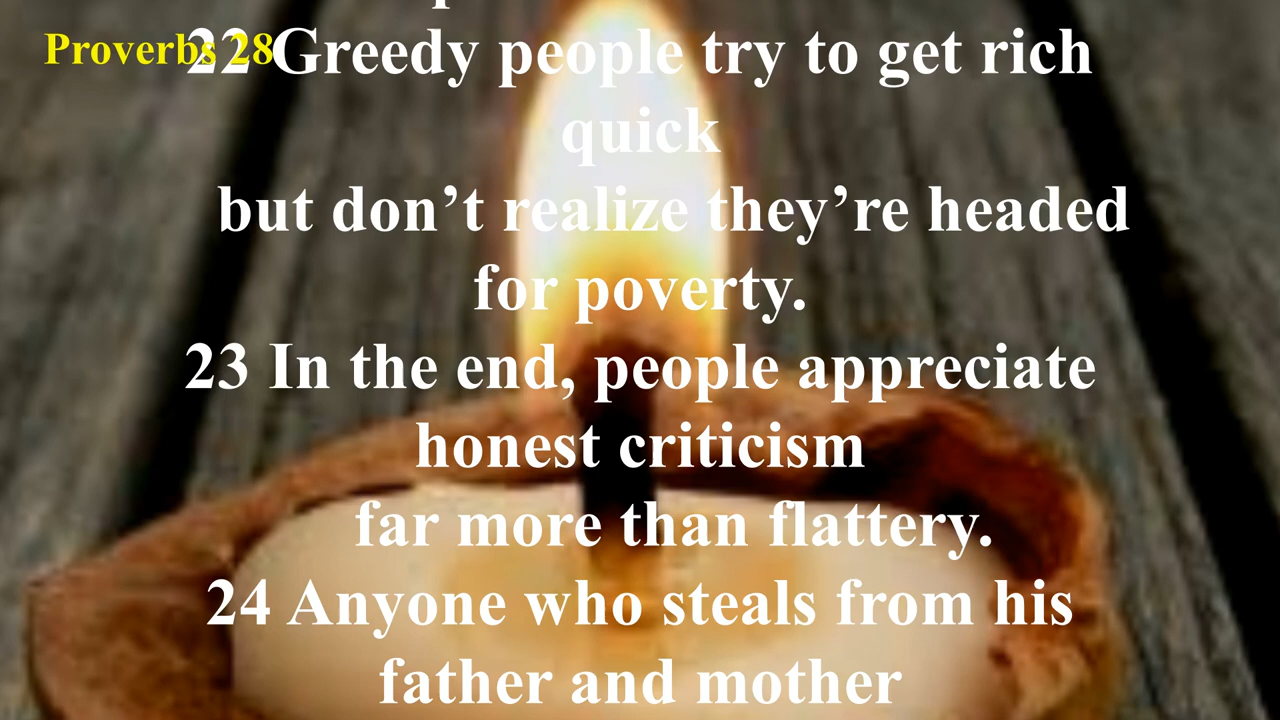 Proverbs 28
22 Greedy people try to get rich
quick
but don’t realize they’re headed
for poverty.
23 In the end, people appreciate
honest criticism
far more than flattery.
24 Anyone who steals from his
father and mother